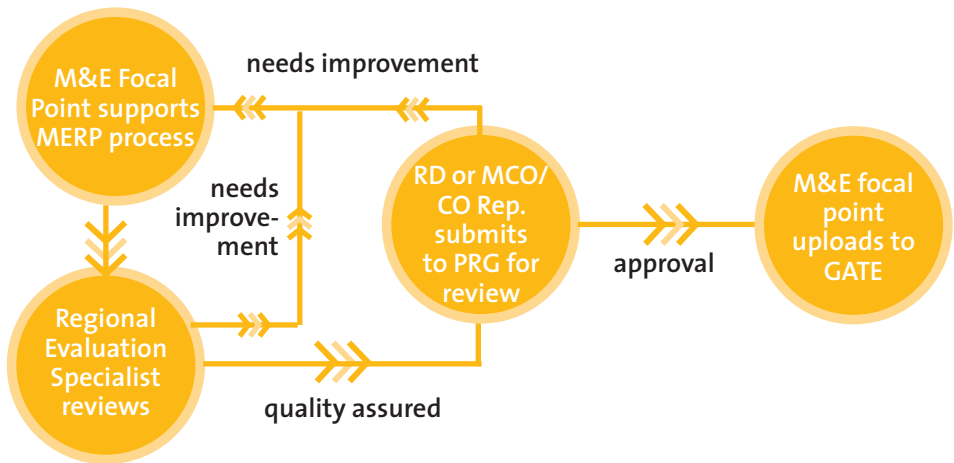 M&E Focal
Point supports
MERP process
needs improvement
needs
improve-
ment
Regional
Evaluation
Specialist
reviews
quality assured
RD or MCO/
CO Rep.
submits
to PRG for
review
approval
M&E focal
point
uploads to
GATE